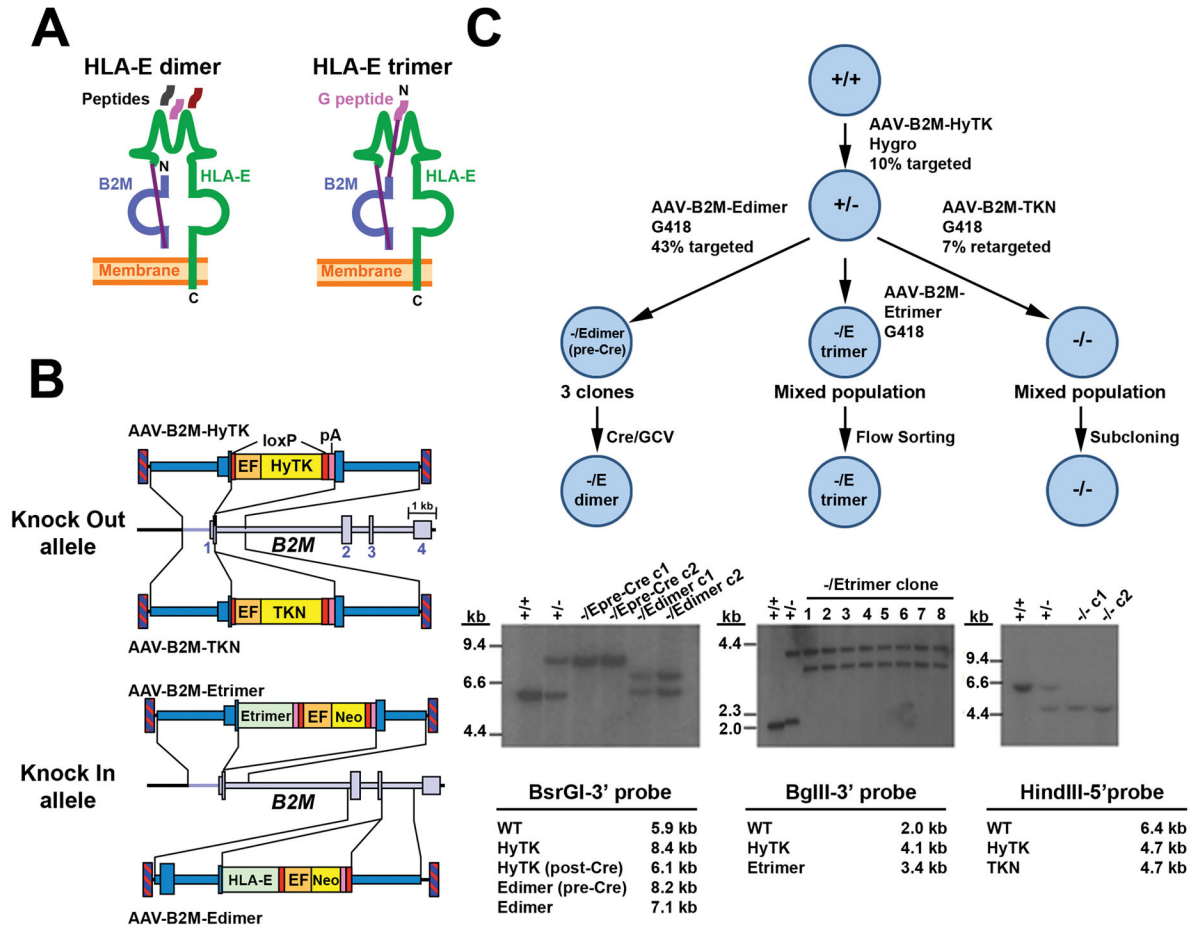 A
HLA-E dimer
Peptides
N
B2M
HLA-E
Membrane
C
HLA-E trimer
N
G peptide
B2M
HLA-E
Membrane
C
B
AAV-B2M-HyTK
loxP
pA
EF
HyTK
1 kb
Knock Out
allele
1
B2M
2
3
4
EF
TKN
AAV-B2M-TKN
AAV-B2M-Etrimer
Etrimer
EF
Neo
Knock In
allele
B2M
HLA-E
EF
Neo
AAV-B2M-Edimer
C
+/+
AAV-B2M-HyTK
Hygro
10% targeted
+/-
AAV-B2M-Edimer
G418
43% targeted
AAV-B2M-TKN
G418
7% retargeted
AAV-B2M-
Etrimer
G418
-/Edimer
(pre-Cre)
-/E
trimer
-/-
3 clones
Mixed population
Mixed population
Cre/GCV
Flow Sorting
Subcloning
-/E
dimer
-/E
trimer
-/-
kb
+/+
+/-
-/Epre-Cre c1
-/Epre-Cre c2
-/Edimer c1
-/Edimer c2
9.4
6.6
4.4
kb
+/+
+/-
-/Etrimer clone
1 2 3 4 5 6 7 8
4.4
2.3
2.0
kb
+/+
+/-
-/- c1
-/- c2
9.4
6.6
4.4
BsrGI-3' probe
WT 5.9 kb
HyTK 8.4 kb
HyTK (post-Cre) 6.1 kb
Edimer (pre-Cre) 8.2 kb
Edimer 7.1 kb
BglII-3' probe
WT 2.0 kb
HyTK 4.1 kb
Etrimer 3.4 kb
HindIII-5'probe
WT 6.4 kb
HyTK 4.7 kb
TKN 4.7 kb